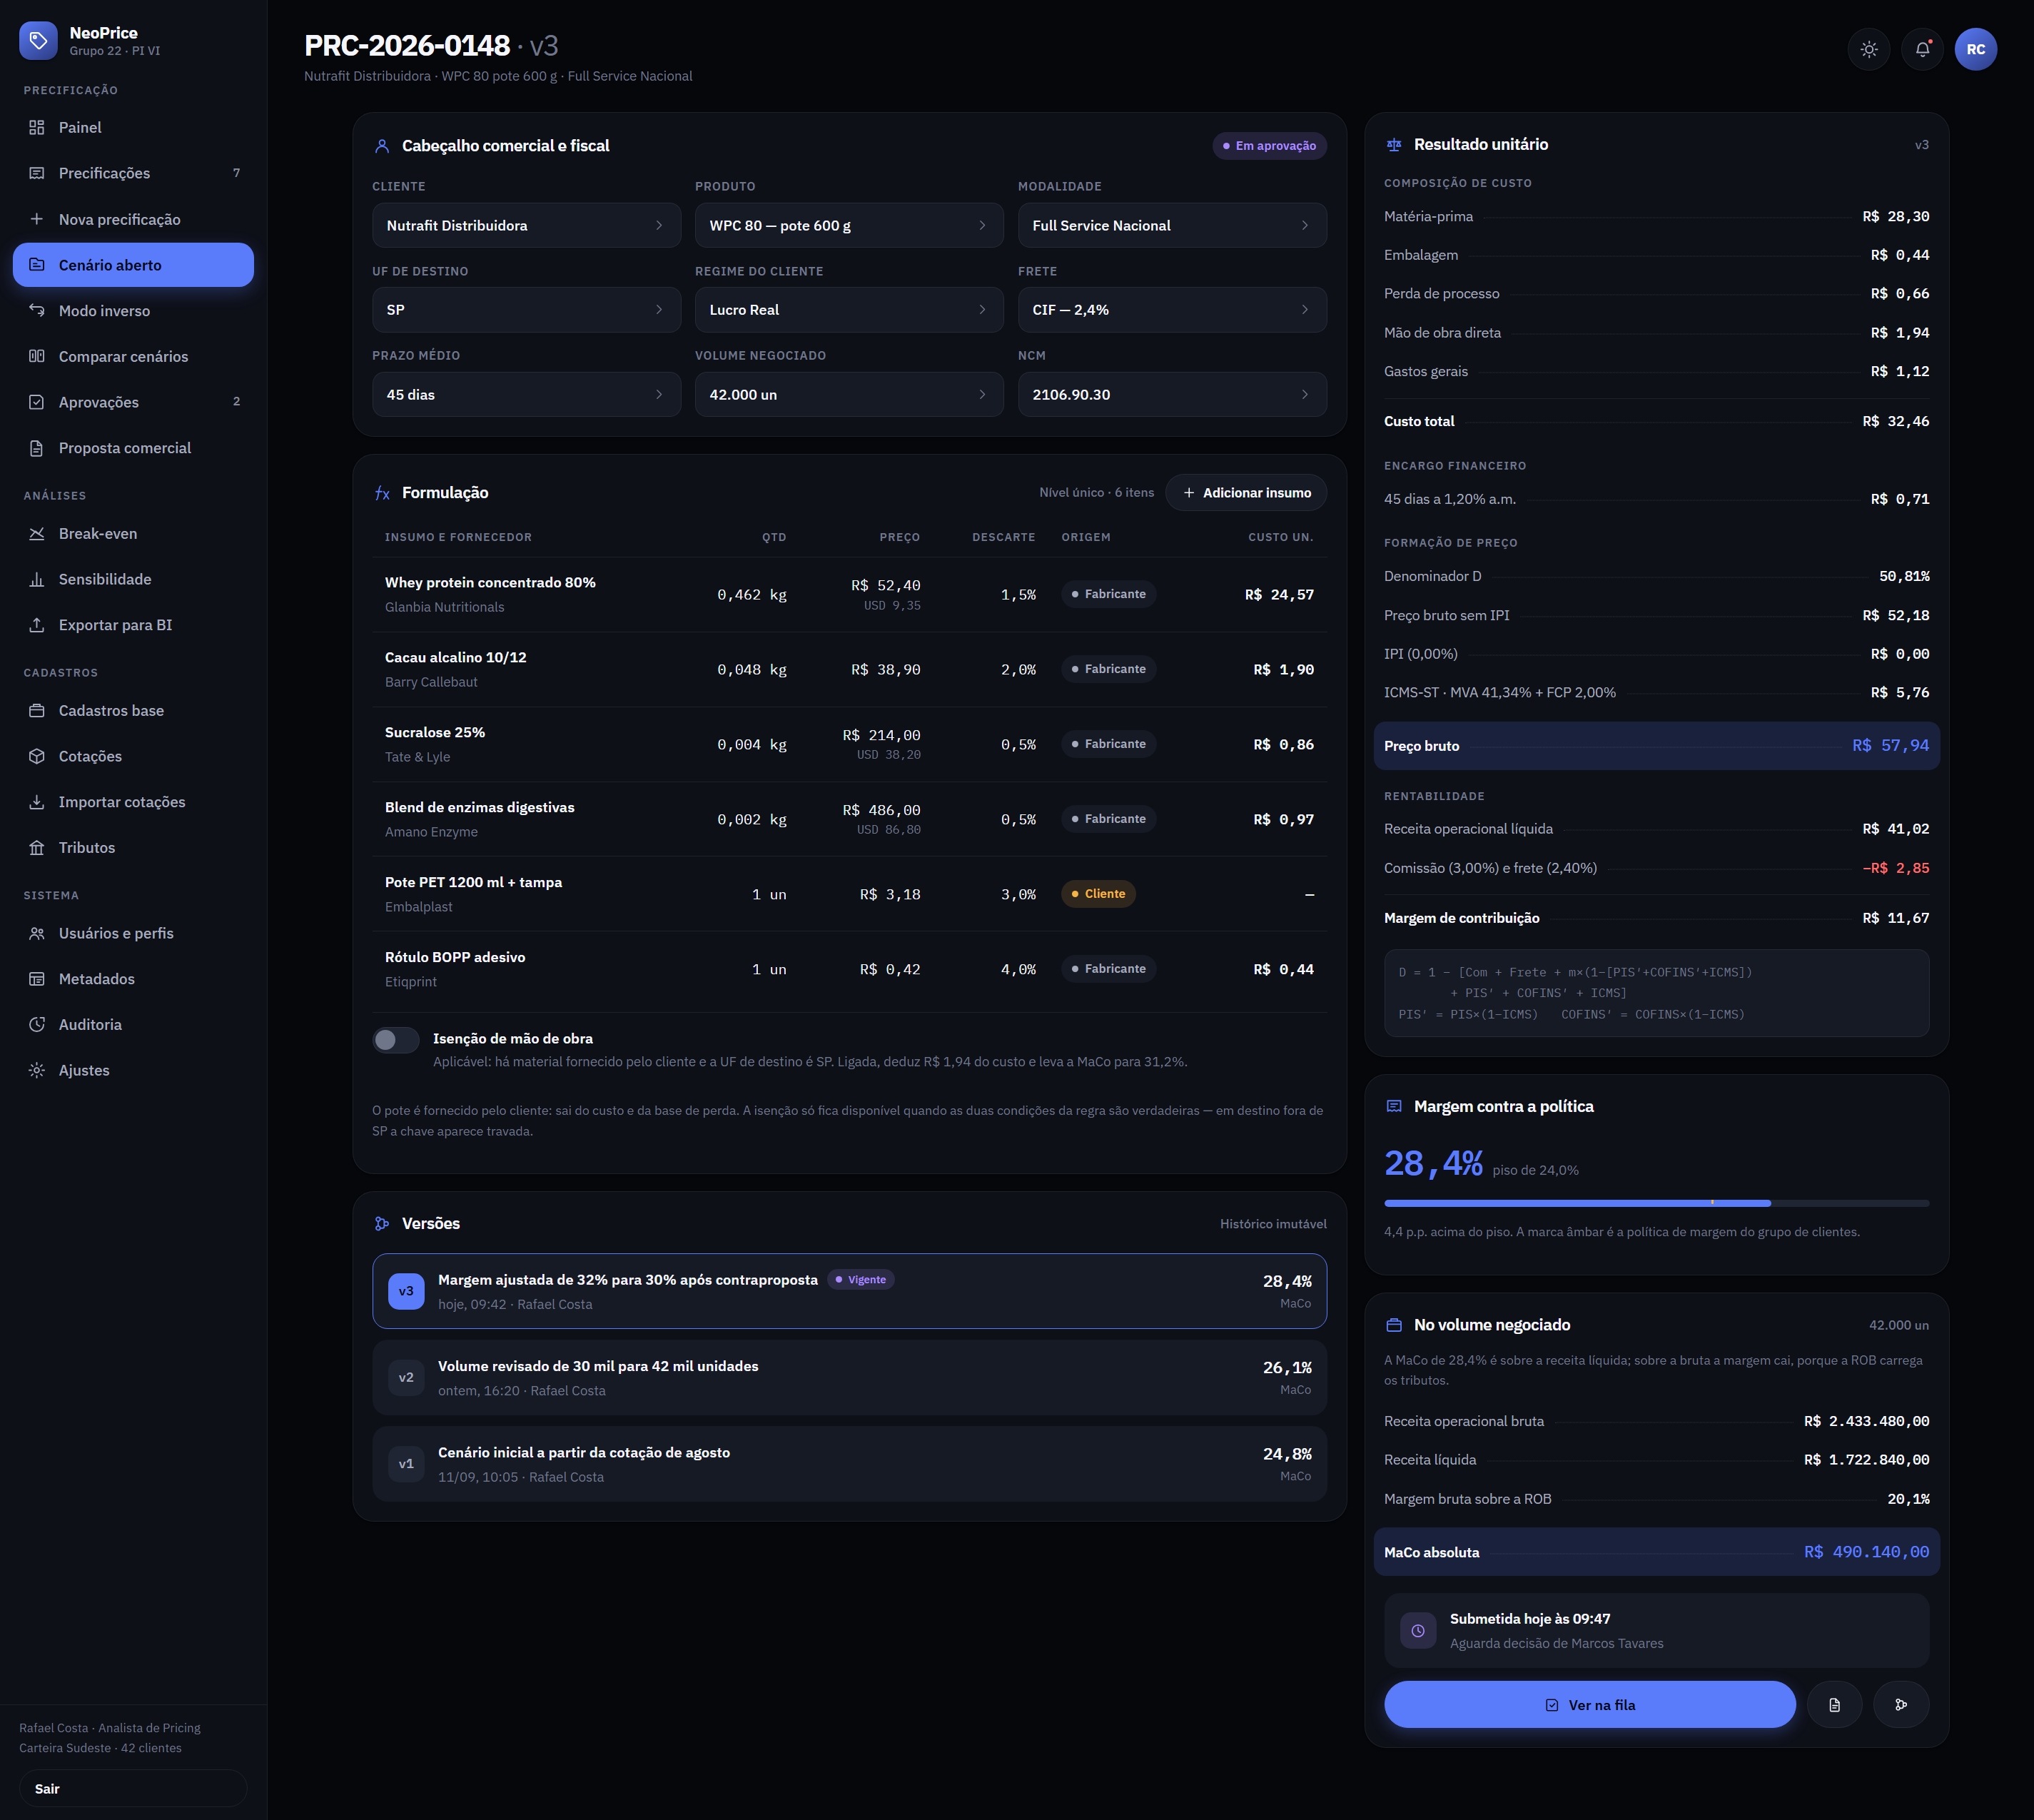 NeoPrice
Grupo 22 · PI VI
PRECIFICAÇÃO
Painel
Precificações 7
Nova precificação
Cenário aberto
Modo inverso
Comparar cenários
Aprovações 2
Proposta comercial
ANÁLISES
Break-even
Sensibilidade
Exportar para BI
CADASTROS
Cadastros base
Cotações
Importar cotações
Tributos
SISTEMA
Usuários e perfis
Metadados
Auditoria
Ajustes
Rafael Costa · Analista de Pricing
Carteira Sudeste · 42 clientes
Sair
PRC-2026-0148 · v3
Nutrafit Distribuidora · WPC 80 pote 600 g · Full Service Nacional
RC
Cabeçalho comercial e fiscal Em aprovação
CLIENTE PRODUTO MODALIDADE
Nutrafit Distribuidora WPC 80 — pote 600 g Full Service Nacional
UF DE DESTINO REGIME DO CLIENTE FRETE
SP Lucro Real CIF — 2,4%
PRAZO MÉDIO VOLUME NEGOCIADO NCM
45 dias 42.000 un 2106.90.30
Formulação Nível único · 6 itens Adicionar insumo
INSUMO E FORNECEDOR QTD PREÇO DESCARTE ORIGEM CUSTO UN.
Whey protein concentrado 80% 0,462 kg R$ 52,40 1,5% Fabricante R$ 24,57
Glanbia Nutritionals USD 9,35
Cacau alcalino 10/12 0,048 kg R$ 38,90 2,0% Fabricante R$ 1,90
Barry Callebaut
Sucralose 25% 0,004 kg R$ 214,00 0,5% Fabricante R$ 0,86
Tate & Lyle USD 38,20
Blend de enzimas digestivas 0,002 kg R$ 486,00 0,5% Fabricante R$ 0,97
Amano Enzyme USD 86,80
Pote PET 1200 ml + tampa 1 un R$ 3,18 3,0% Cliente —
Embalplast
Rótulo BOPP adesivo 1 un R$ 0,42 4,0% Fabricante R$ 0,44
Etiqprint
Isenção de mão de obra
Aplicável: há material fornecido pelo cliente e a UF de destino é SP. Ligada, deduz R$ 1,94 do custo e leva a MaCo para 31,2%.
O pote é fornecido pelo cliente: sai do custo e da base de perda. A isenção só fica disponível quando as duas condições da regra são verdadeiras — em destino fora de
SP a chave aparece travada.
Versões Histórico imutável
v3 Margem ajustada de 32% para 30% após contraproposta Vigente 28,4%
hoje, 09:42 · Rafael Costa MaCo
v2 Volume revisado de 30 mil para 42 mil unidades 26,1%
ontem, 16:20 · Rafael Costa MaCo
v1 Cenário inicial a partir da cotação de agosto 24,8%
11/09, 10:05 · Rafael Costa MaCo
Resultado unitário v3
COMPOSIÇÃO DE CUSTO
Matéria-prima R$ 28,30
Embalagem R$ 0,44
Perda de processo R$ 0,66
Mão de obra direta R$ 1,94
Gastos gerais R$ 1,12
Custo total R$ 32,46
ENCARGO FINANCEIRO
45 dias a 1,20% a.m. R$ 0,71
FORMAÇÃO DE PREÇO
Denominador D 50,81%
Preço bruto sem IPI R$ 52,18
IPI (0,00%) R$ 0,00
ICMS-ST · MVA 41,34% + FCP 2,00% R$ 5,76
Preço bruto R$ 57,94
RENTABILIDADE
Receita operacional líquida R$ 41,02
Comissão (3,00%) e frete (2,40%) −R$ 2,85
Margem de contribuição R$ 11,67
D = 1 − [Com + Frete + m×(1−[PIS'+COFINS'+ICMS])
+ PIS' + COFINS' + ICMS]
PIS' = PIS×(1−ICMS) COFINS' = COFINS×(1−ICMS)
Margem contra a política
28,4% piso de 24,0%
4,4 p.p. acima do piso. A marca âmbar é a política de margem do grupo de clientes.
No volume negociado 42.000 un
A MaCo de 28,4% é sobre a receita líquida; sobre a bruta a margem cai, porque a ROB carrega
os tributos.
Receita operacional bruta R$ 2.433.480,00
Receita líquida R$ 1.722.840,00
Margem bruta sobre a ROB 20,1%
MaCo absoluta R$ 490.140,00
Submetida hoje às 09:47
Aguarda decisão de Marcos Tavares
Ver na fila